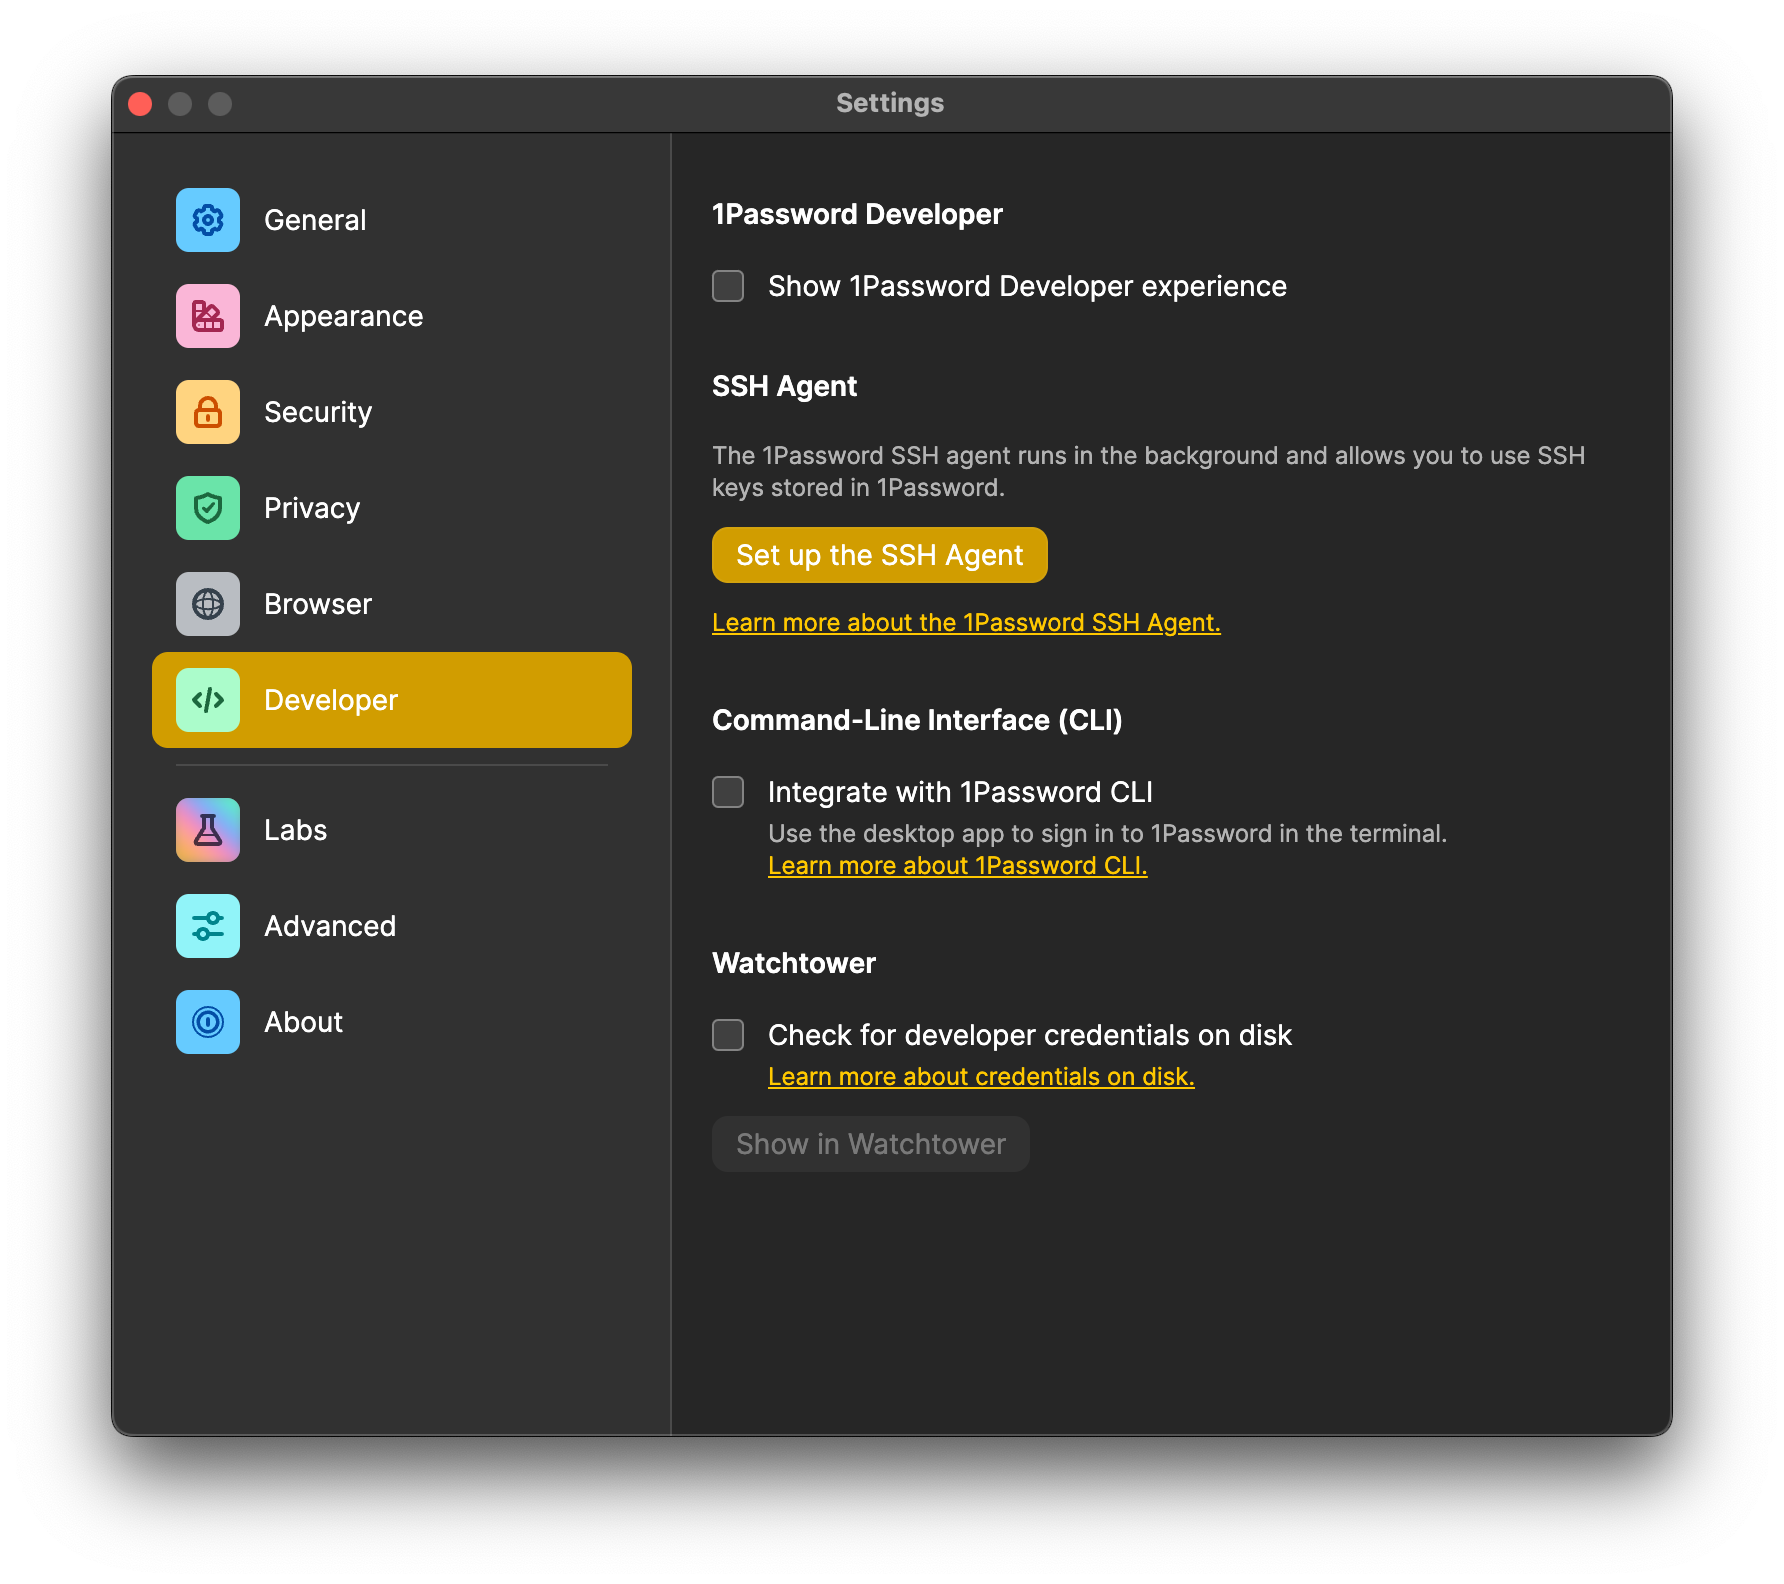 Settings
General
Appearance
Security
Privacy
Browser
Developer
Labs
Advanced
About
1Password Developer
Show 1Password Developer experience
SSH Agent
The 1Password SSH agent runs in the background and allows you to use SSH
keys stored in 1Password.
Set up the SSH Agent
Learn more about the 1Password SSH Agent.
Command-Line Interface (CLI)
Integrate with 1Password CLI
Use the desktop app to sign in to 1Password in the terminal.
Learn more about 1Password CLI.
Watchtower
Check for developer credentials on disk
Learn more about credentials on disk.
Show in Watchtower